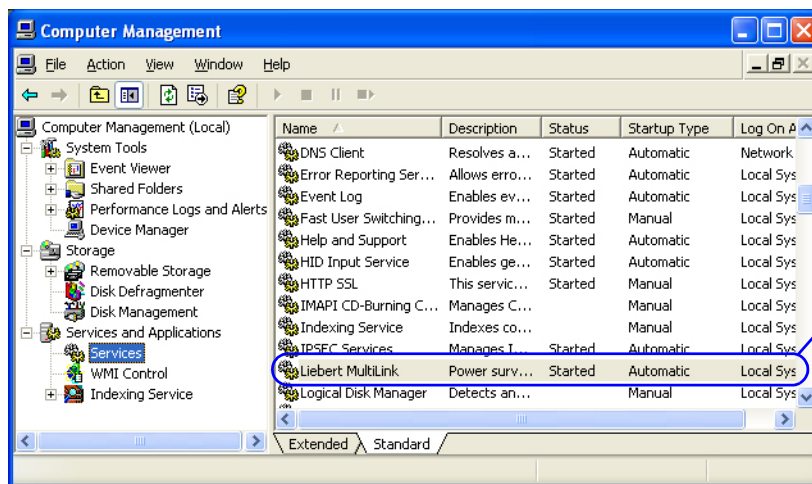 Computer Management
File Action View Window Help
Computer Management (Local)
System Tools
Event Viewer
Shared Folders
Performance Logs and Alerts
Device Manager
Storage
Removable Storage
Disk Defragmenter
Disk Management
Services and Applications
Services
WMI Control
Indexing Service
Name Description Status Startup Type Log On A
DNS Client Resolves a... Started Automatic Network
Error Reporting Ser... Allows erro... Started Automatic Local Sys
Event Log Enables ev... Started Automatic Local Sys
Fast User Switching... Provides m... Started Manual Local Sys
Help and Support Enables He... Started Automatic Local Sys
HID Input Service Enables ge... Started Automatic Local Sys
HTTP SSL This servic... Started Manual Local Sys
IMAPI CD-Burning C... Manages C... Manual Local Sys
Indexing Service Indexes co... Manual Local Sys
IPSEC Services Manages I... Started Automatic Local Sys
Liebert MultiLink Power surv... Started Automatic Local Sys
Logical Disk Manager Detects an... Manual Local Sys
Extended Standard